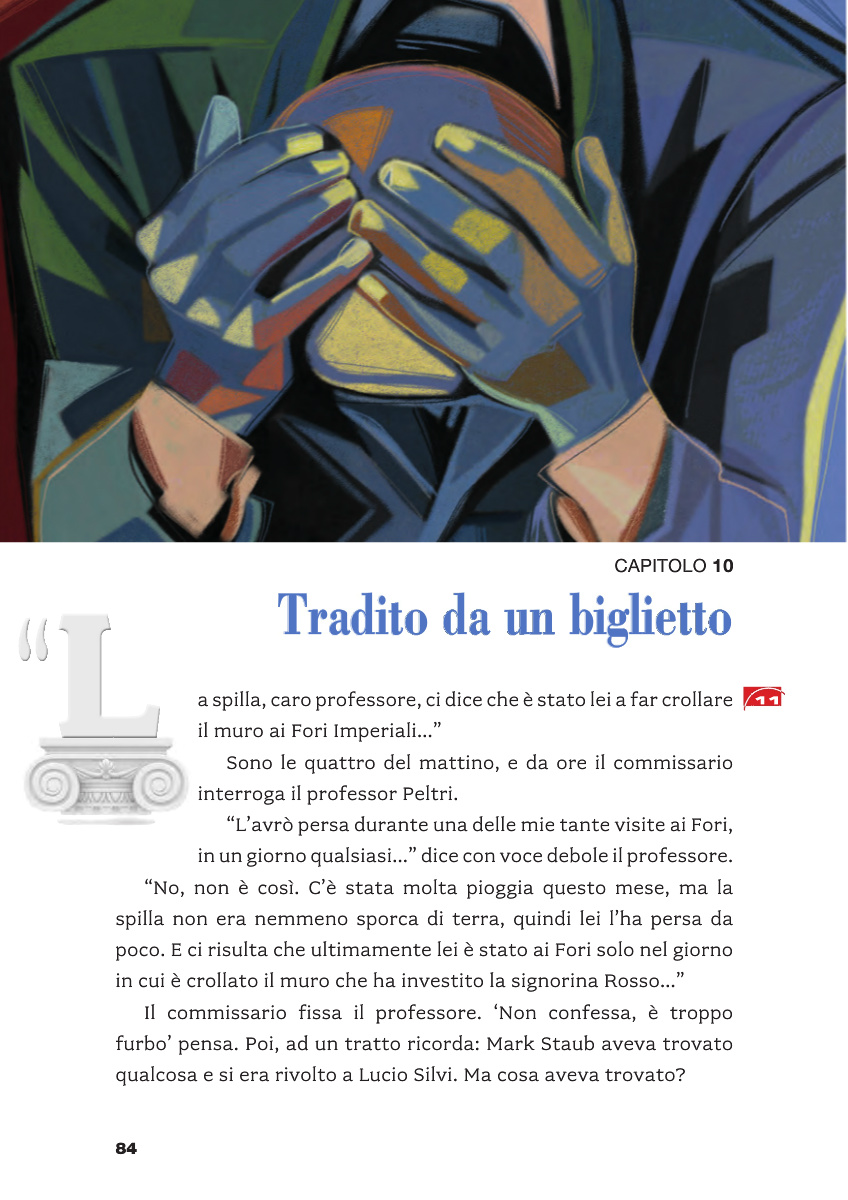 CAPITOLO 10
Tradito da un biglietto
“La spilla, caro professore, ci dice che è stato lei a far crollare
11
il muro ai Fori Imperiali...”
Sono le quattro del mattino, e da ore il commissario
interroga il professor Peltri.
“L’avrò persa durante una delle mie tante visite ai Fori,
in un giorno qualsiasi...” dice con voce debole il professore.
“No, non è così. C’è stata molta pioggia questo mese, ma la
spilla non era nemmeno sporca di terra, quindi lei l’ha persa da
poco. E ci risulta che ultimamente lei è stato ai Fori solo nel giorno
in cui è crollato il muro che ha investito la signorina Rosso...”
Il commissario fissa il professore. ‘Non confessa, è troppo
furbo’ pensa. Poi, ad un tratto ricorda: Mark Staub aveva trovato
qualcosa e si era rivolto a Lucio Silvi. Ma cosa aveva trovato?
84